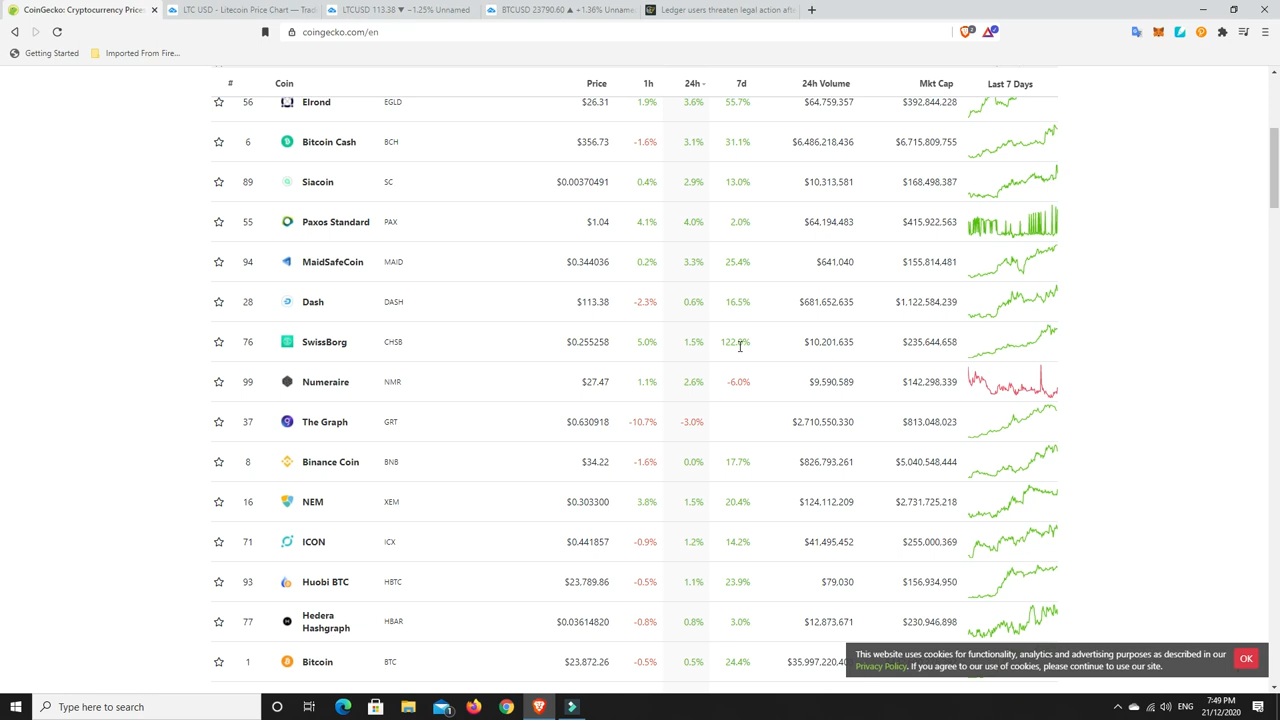 CoinGecko: Cryptocurrency Prices
LTC USD - Litecoin Price Chart — Trad
LTCUSD 113.38 ▼ −1.25% Unnamed
BTCUSD 23790.60 ▲ +1.36% Unname
Ledger users threaten legal action afte
coingecko.com/en
Getting Started Imported From Fire...
# Coin Price 1h 24h 7d 24h Volume Mkt Cap Last 7 Days
56 Elrond EGLD $26.31 1.9% 3.6% 55.7% $64,759,357 $392,844,228
6 Bitcoin Cash BCH $356.73 -1.6% 3.1% 31.1% $6,486,218,436 $6,715,809,755
89 Siacoin SC $0.00370491 0.4% 2.9% 13.0% $10,313,581 $168,498,387
55 Paxos Standard PAX $1.04 4.1% 4.0% 2.0% $64,194,483 $415,922,563
94 MaidSafeCoin MAID $0.344036 0.2% 3.3% 25.4% $641,040 $155,814,481
28 Dash DASH $113.38 -2.3% 0.6% 16.5% $681,652,635 $1,122,584,239
76 SwissBorg CHSB $0.255258 5.0% 1.5% $10,201,635 $235,644,658
99 Numeraire NMR $27.47 1.1% 2.6% -6.0% $9,590,589 $142,298,339
37 The Graph GRT $0.630918 -10.7% -3.0% $2,710,550,330 $813,048,023
8 Binance Coin BNB $34.22 -1.6% 0.0% 17.7% $826,793,261 $5,040,548,444
16 NEM XEM $0.303300 3.8% 1.5% 20.4% $124,112,209 $2,731,725,218
71 ICON ICX $0.441857 -0.9% 1.2% 14.2% $41,495,452 $255,000,369
93 Huobi BTC HBTC $23,789.86 -0.5% 1.1% 23.9% $79,030 $156,934,950
77 Hedera Hashgraph HBAR $0.03614820 -0.8% 0.8% 3.0% $12,873,671 $230,946,898
1 Bitcoin BTC $23,872.26 -0.5% 0.5% 24.4%
This website uses cookies for functionality, analytics and advertising purposes as described in our
Privacy Policy. If you agree to our use of cookies, please continue to use our site.
OK
Type here to search
ENG
7:49 PM
21/12/2020